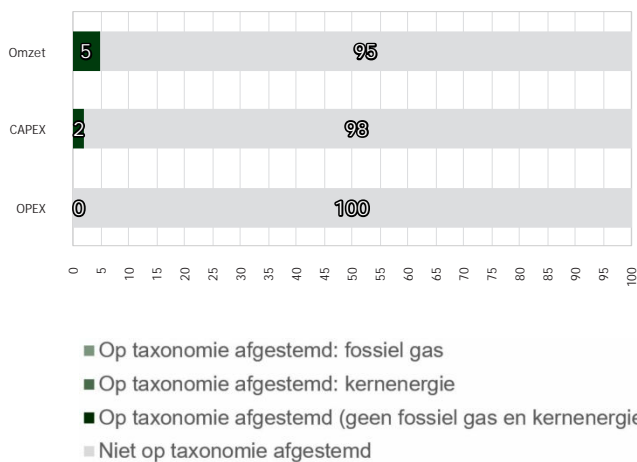 Omzet 5 95
CAPEX 2 98
OPEX 0 100
0 5 10 15 20 25 30 35 40 45 50 55 60 65 70 75 80 85 90 95 100
Op taxonomie afgestemd: fossiel gas
Op taxonomie afgestemd: kernenergie
Op taxonomie afgestemd (geen fossiel gas en kernenergie
Niet op taxonomie afgestemd